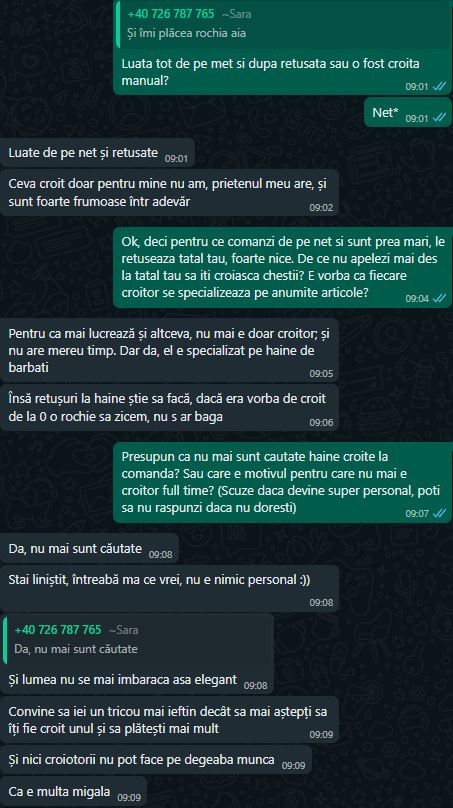 +40 726 787 765 ~Sara
Și îmi plăcea rochia aia
Luata tot de pe met si dupa retusata sau o fost croita
manual?
09:01
Net*
09:01
Luate de pe net și retusate
09:01
Ceva croit doar pentru mine nu am, prietenul meu are, și
sunt foarte frumoase într adevăr
09:02
Ok, deci pentru ce comanzi de pe net si sunt prea mari, le
retuseaza tatal tau, foarte nice. De ce nu apelezi mai des
la tatal tau sa iti croiasca chestii? E vorba ca fiecare
croitor se specializeaza pe anumite articole?
09:04
Pentru ca mai lucrează și altceva, nu mai e doar croitor; și
nu are mereu timp. Dar da, el e specializat pe haine de
barbati
09:05
Însă retușuri la haine știe sa facă, dacă era vorba de croit
de la 0 o rochie sa zicem, nu s ar baga
09:06
Presupun ca nu mai sunt cautate haine croite la
comanda? Sau care e motivul pentru care nu mai e
croitor full time? (Scuze daca devine super personal, poti
sa nu raspunzi daca nu doresti)
09:07
Da, nu mai sunt căutate
09:08
Stai liniștit, întreabă ma ce vrei, nu e nimic personal :))
09:08
+40 726 787 765 ~Sara
Da, nu mai sunt căutate
Și lumea nu se mai imbaraca asa elegant
09:08
Convine sa iei un tricou mai ieftin decât sa mai aștepți sa
îți fie croit unul și sa plătești mai mult
09:09
Și nici croiotorii nu pot face pe degeaba munca
09:09
Ca e multa migala
09:09